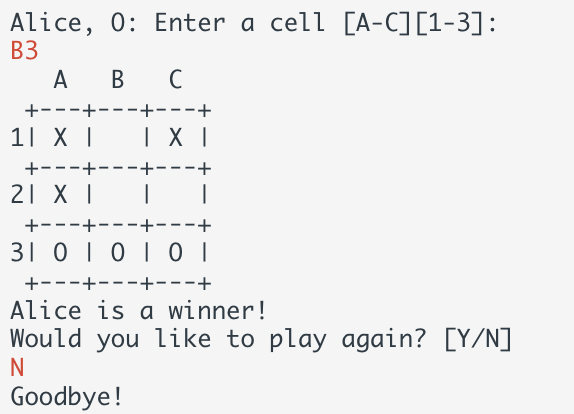 Alice, O: Enter a cell [A-C][1-3]:
B3
    A   B   C
  +---+---+---+
1| X |   | X |
  +---+---+---+
2| X |   |   |
  +---+---+---+
3| O | O | O |
  +---+---+---+
Alice is a winner!
Would you like to play again? [Y/N]
N
Goodbye!